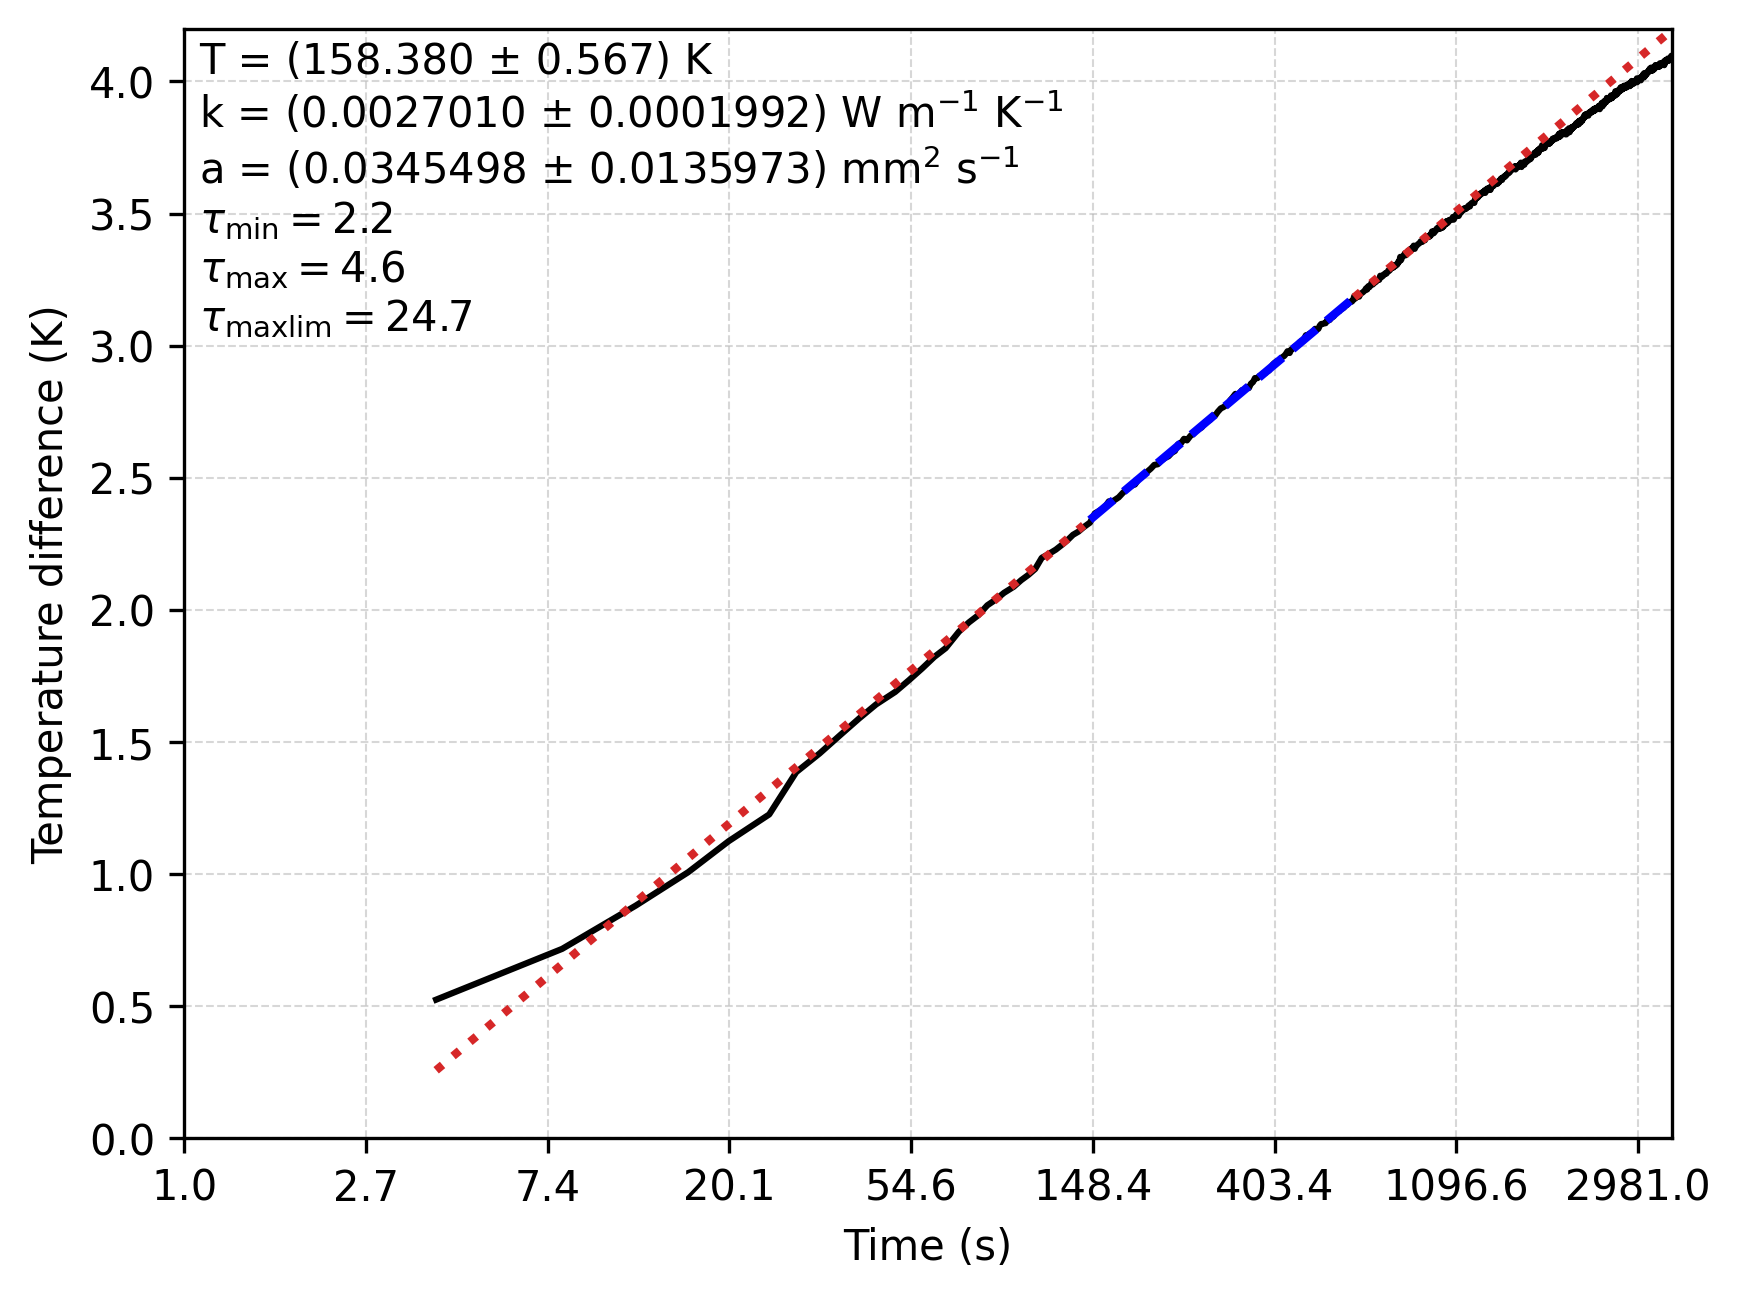 T = (158.380 ± 0.567) K
k = (0.0027010 ± 0.0001992) W m⁻¹ K⁻¹
a = (0.0345498 ± 0.0135973) mm² s⁻¹
τmin = 2.2
τmax = 4.6
τmaxlim = 24.7
Temperature difference (K)
4.0
3.5
3.0
2.5
2.0
1.5
1.0
0.5
0.0
1.0 2.7 7.4 20.1 54.6 148.4 403.4 1096.6 2981.0
Time (s)